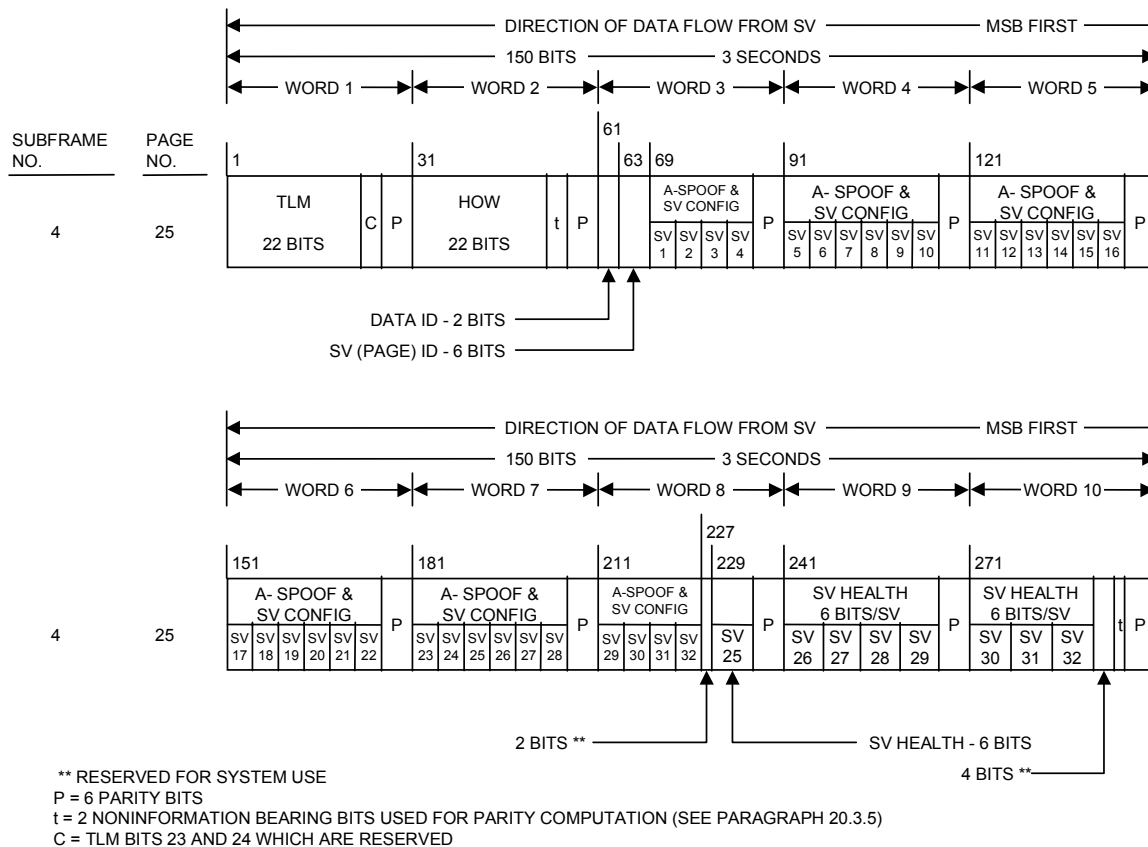 DIRECTION OF DATA FLOW FROM SV MSB FIRST
150 BITS 3 SECONDS
WORD 1 WORD 2 WORD 3 WORD 4 WORD 5
SUBFRAME NO. PAGE NO.
1 31 61 63 69 91 121
4 25
TLM 22 BITS C P
HOW 22 BITS t P
A-SPOOF & SV CONFIG
SV 1 SV 2 SV 3 SV 4 P
A- SPOOF & SV CONFIG
SV 5 SV 6 SV 7 SV 8 SV 9 SV 10 P
A- SPOOF & SV CONFIG
SV 11 SV 12 SV 13 SV 14 SV 15 SV 16 P
DATA ID - 2 BITS
SV (PAGE) ID - 6 BITS
DIRECTION OF DATA FLOW FROM SV MSB FIRST
150 BITS 3 SECONDS
WORD 6 WORD 7 WORD 8 WORD 9 WORD 10
151 181 211 227 229 241 271
4 25
A- SPOOF & SV CONFIG
SV 17 SV 18 SV 19 SV 20 SV 21 SV 22 P
A- SPOOF & SV CONFIG
SV 23 SV 24 SV 25 SV 26 SV 27 SV 28 P
A-SPOOF & SV CONFIG
SV 29 SV 30 SV 31 SV 32
SV 25 P
SV HEALTH 6 BITS/SV
SV 26 SV 27 SV 28 SV 29 P
SV HEALTH 6 BITS/SV
SV 30 SV 31 SV 32 t P
2 BITS ** SV HEALTH - 6 BITS
4 BITS **
** RESERVED FOR SYSTEM USE
P = 6 PARITY BITS
t = 2 NONINFORMATION BEARING BITS USED FOR PARITY COMPUTATION (SEE PARAGRAPH 20.3.5)
C = TLM BITS 23 AND 24 WHICH ARE RESERVED